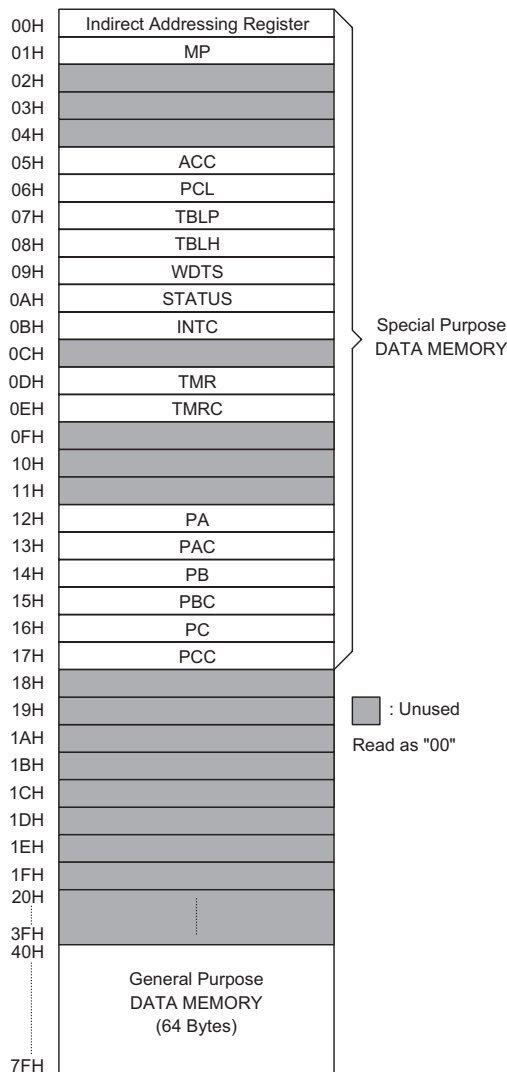 00H Indirect Addressing Register
01H MP
02H
03H
04H
05H ACC
06H PCL
07H TBLP
08H TBLH
09H WDTS
0AH STATUS
0BH INTC
0CH
0DH TMR
0EH TMRC
0FH
10H
11H
12H PA
13H PAC
14H PB
15H PBC
16H PC
17H PCC
18H
19H
1AH
1BH
1CH
1DH
1EH
1FH
20H
3FH
40H
General Purpose
DATA MEMORY
(64 Bytes)
7FH
Special Purpose
DATA MEMORY
: Unused
Read as "00"